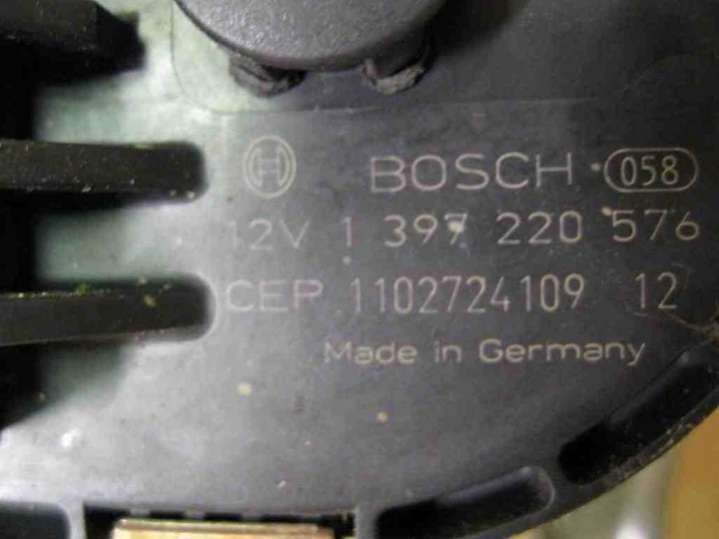 BOSCH 058
12V 1 397 220 576
CEP 1102724109 12
Made in Germany